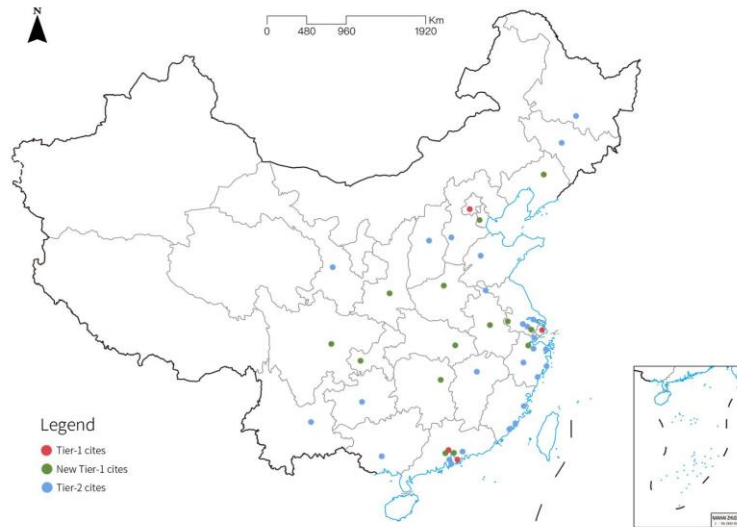 N
Km
0 480 960 1920
Legend
Tier-1 cites
New Tier-1 cites
Tier-2 cites